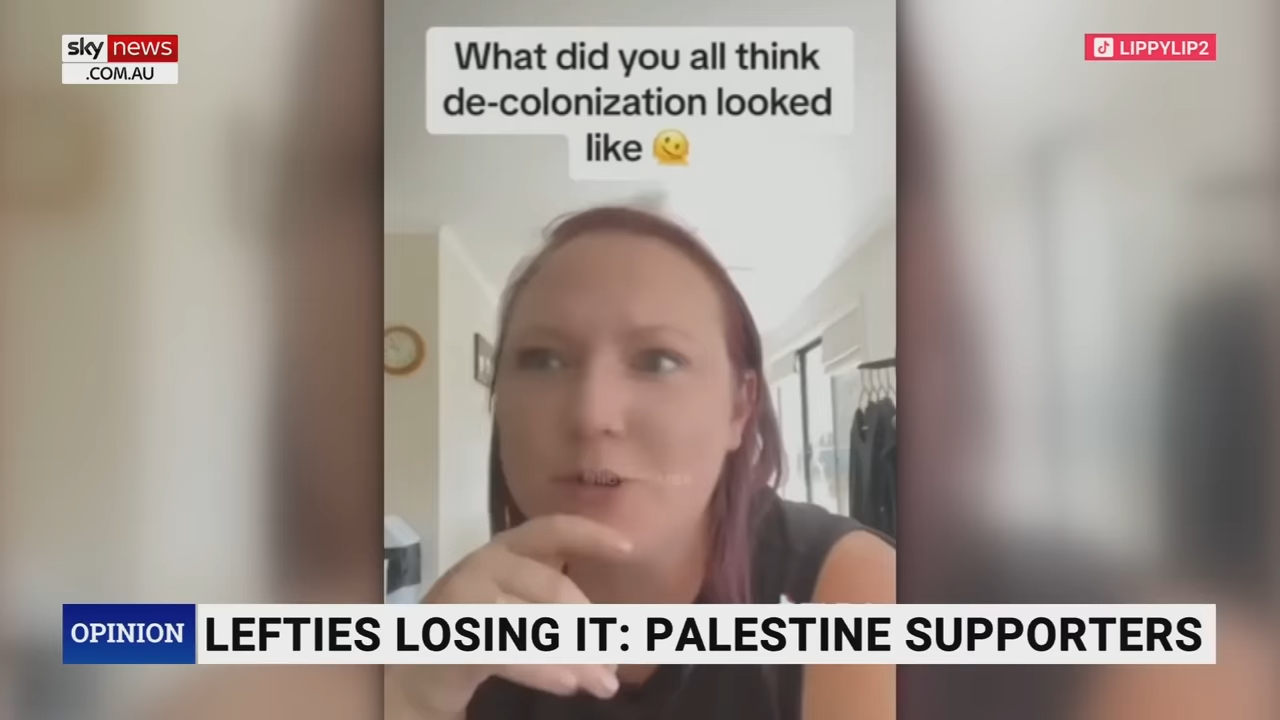 sky news
.COM.AU
LIPPYLIP2
What did you all think
de-colonization looked
like 🫠
OPINION
LEFTIES LOSING IT: PALESTINE SUPPORTERS